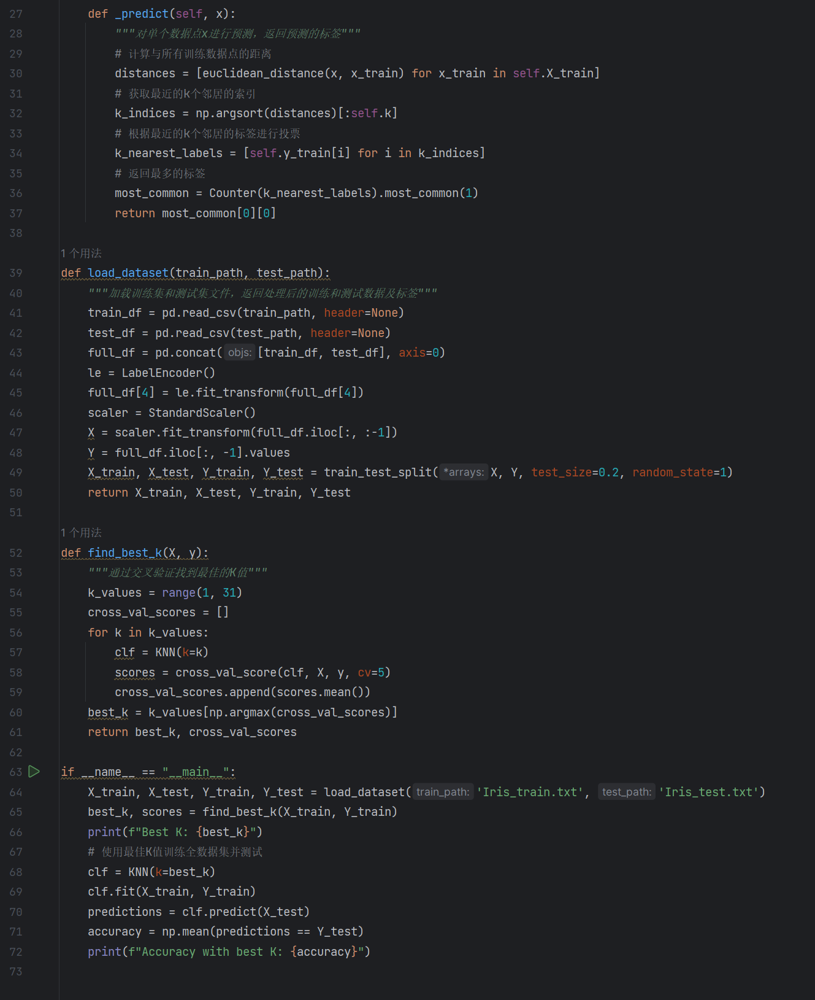 27 def _predict(self, x):
28 """对单个数据点x进行预测，返回预测的标签"""
29 # 计算与所有训练数据点的距离
30 distances = [euclidean_distance(x, x_train) for x_train in self.X_train]
31 # 获取最近的k个邻居的索引
32 k_indices = np.argsort(distances)[:self.k]
33 # 根据最近的k个邻居的标签进行投票
34 k_nearest_labels = [self.y_train[i] for i in k_indices]
35 # 返回最多的标签
36 most_common = Counter(k_nearest_labels).most_common(1)
37 return most_common[0][0]
38
1 个用法
39 def load_dataset(train_path, test_path):
40 """加载训练集和测试集文件，返回处理后的训练和测试数据及标签"""
41 train_df = pd.read_csv(train_path, header=None)
42 test_df = pd.read_csv(test_path, header=None)
43 full_df = pd.concat( objs: [train_df, test_df], axis=0)
44 le = LabelEncoder()
45 full_df[4] = le.fit_transform(full_df[4])
46 scaler = StandardScaler()
47 X = scaler.fit_transform(full_df.iloc[:, :-1])
48 Y = full_df.iloc[:, -1].values
49 X_train, X_test, Y_train, Y_test = train_test_split( *arrays: X, Y, test_size=0.2, random_state=1)
50 return X_train, X_test, Y_train, Y_test
51
1 个用法
52 def find_best_k(X, y):
53 """通过交叉验证找到最佳的K值"""
54 k_values = range(1, 31)
55 cross_val_scores = []
56 for k in k_values:
57 clf = KNN(k=k)
58 scores = cross_val_score(clf, X, y, cv=5)
59 cross_val_scores.append(scores.mean())
60 best_k = k_values[np.argmax(cross_val_scores)]
61 return best_k, cross_val_scores
62
63 if __name__ == "__main__":
64 X_train, X_test, Y_train, Y_test = load_dataset( train_path: 'Iris_train.txt', test_path: 'Iris_test.txt')
65 best_k, scores = find_best_k(X_train, Y_train)
66 print(f"Best K: {best_k}")
67 # 使用最佳K值训练全数据集并测试
68 clf = KNN(k=best_k)
69 clf.fit(X_train, Y_train)
70 predictions = clf.predict(X_test)
71 accuracy = np.mean(predictions == Y_test)
72 print(f"Accuracy with best K: {accuracy}")
73